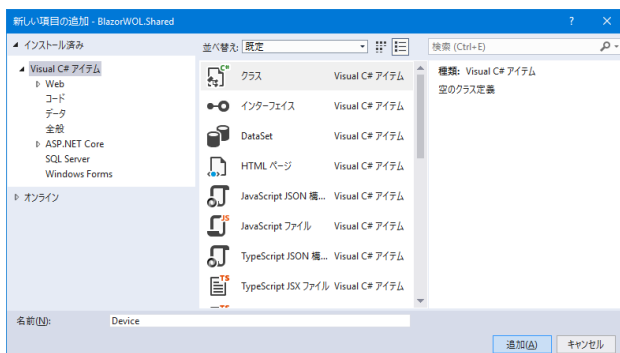 新しい項目の追加 - BlazorWOL.Shared
? ×
インストール済み
並べ替え: 既定
検索 (Ctrl+E)
Visual C# アイテム
Web
コード
データ
全般
ASP.NET Core
SQL Server
Windows Forms
オンライン
クラス Visual C# アイテム
インターフェイス Visual C# アイテム
DataSet Visual C# アイテム
HTML ページ Visual C# アイテム
JavaScript JSON 構... Visual C# アイテム
JavaScript ファイル Visual C# アイテム
TypeScript JSON 構... Visual C# アイテム
TypeScript JSX ファイル Visual C# アイテム
種類: Visual C# アイテム
空のクラス定義
名前(N): Device
追加(A) キャンセル